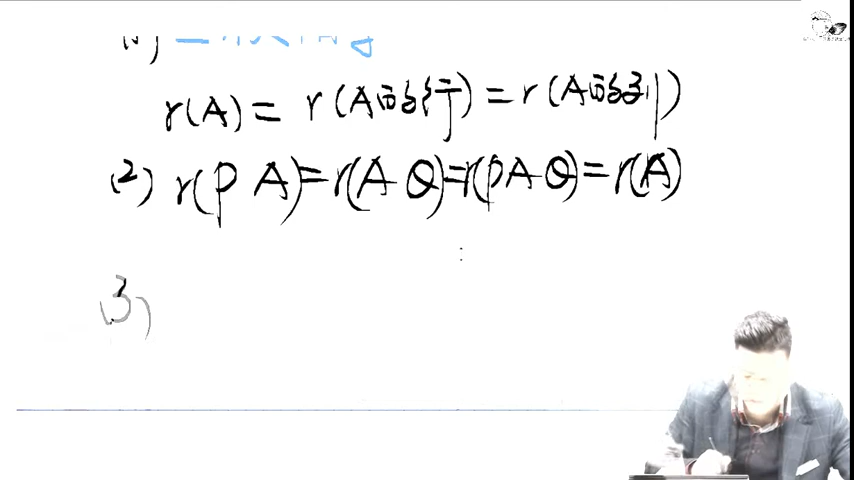 r(A) = r(A的行) = r(A的列)
(2) r(PA)=r(AQ)=r(PAQ)=r(A)
(3)